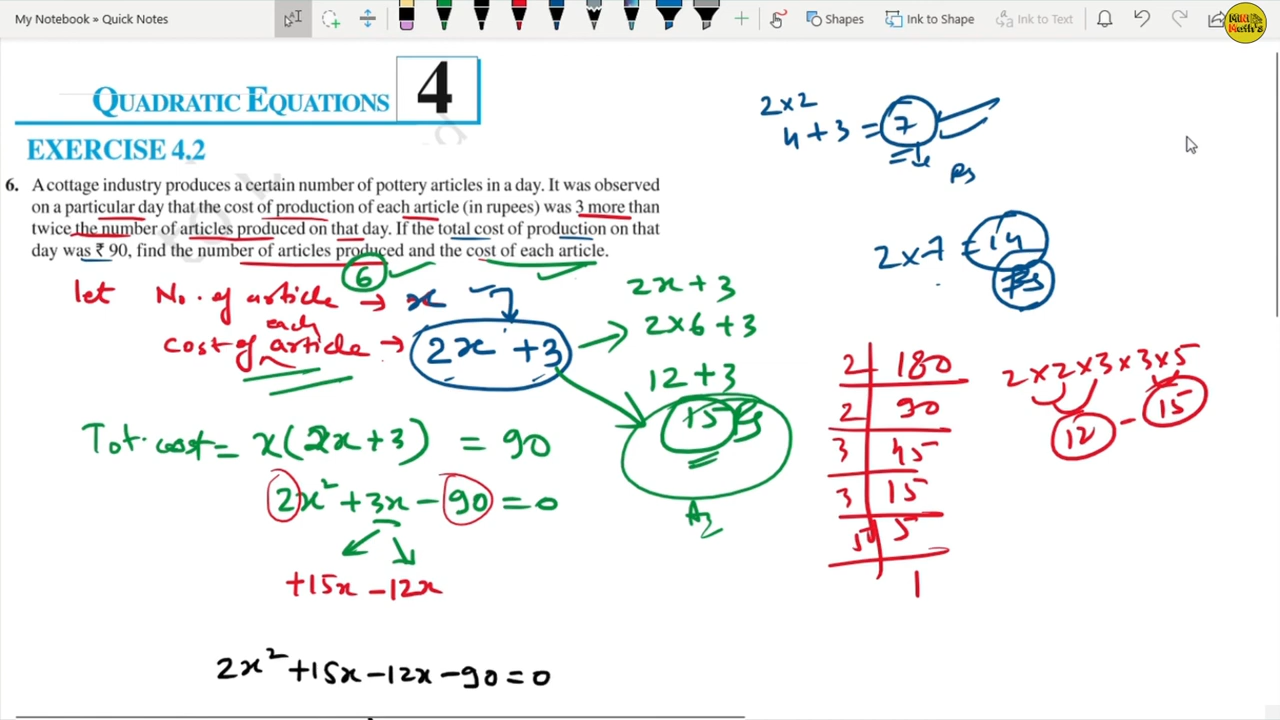 My Notebook » Quick Notes
Shapes
Ink to Shape
Ink to Text
Math's
QUADRATIC EQUATIONS 4
EXERCISE 4.2
6. A cottage industry produces a certain number of pottery articles in a day. It was observed
on a particular day that the cost of production of each article (in rupees) was 3 more than
twice the number of articles produced on that day. If the total cost of production on that
day was ₹ 90, find the number of articles produced and the cost of each article.
6
let No. of article → x
each
cost of article → 2x + 3
Tot. cost = x(2x+3) = 90
2x² + 3x - 90 = 0
+15x -12x
2x² +15x -12x -90 = 0
2x + 3
2×6 + 3
12 + 3
15 Rs
2×2
4 + 3 = 7
Rs
2×7 = 14
Rs
2 | 180
2 | 90
3 | 45
3 | 15
5 | 5
1
2×2×3×3×5
12 - 15